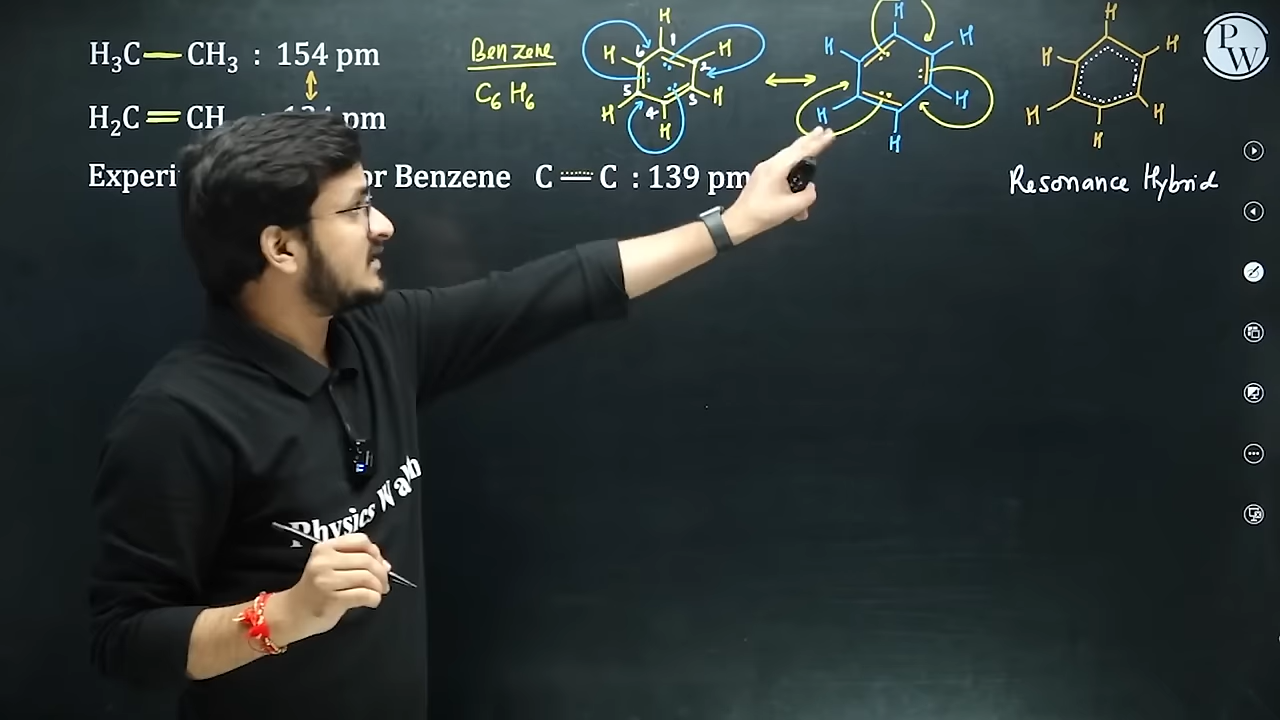 H₃C — CH₃ : 154 pm
H₂C = CH pm
Benzene
C₆H₆
H H H H H H
1 2 3 4 5 6
H H H H H H
H H H H H H
Experi or Benzene C C : 139 pm
Resonance Hybrid
PW
Physics Wallah